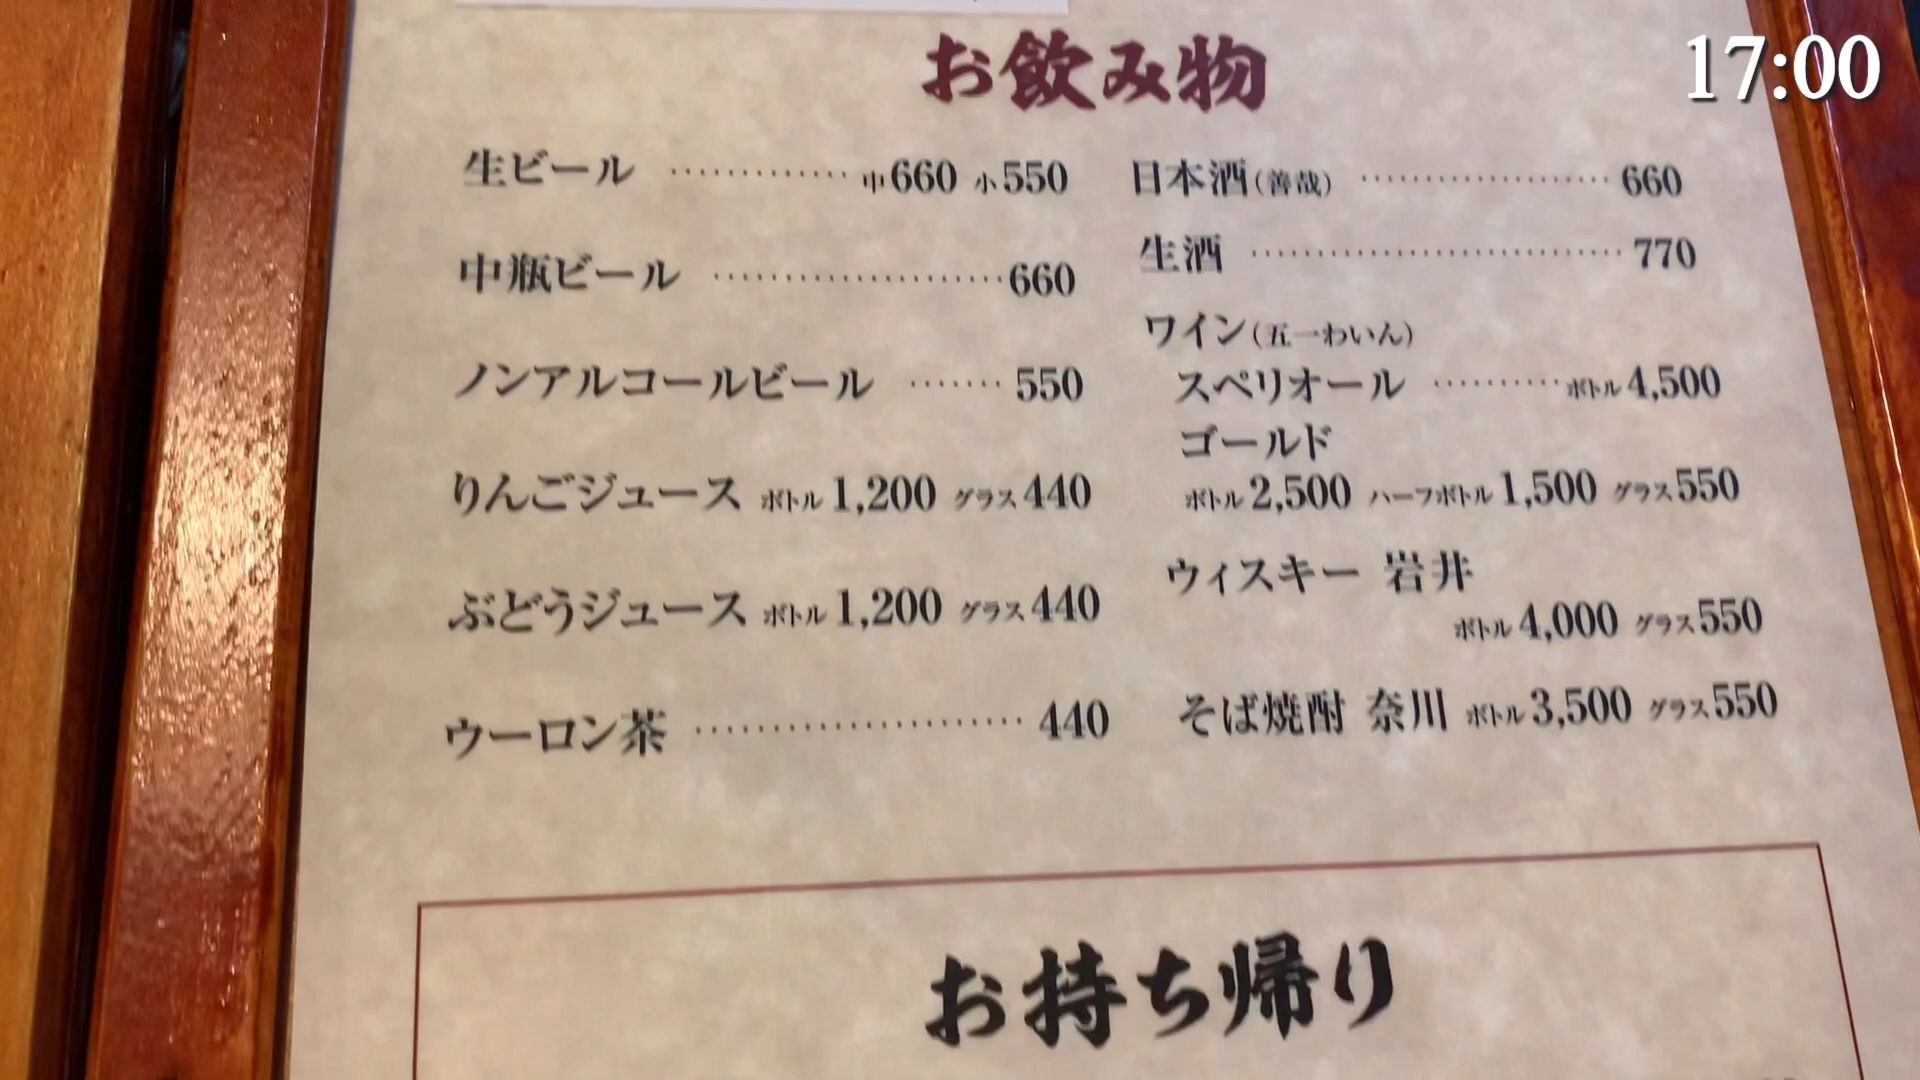 17:00
お飲み物
生ビール ………… 中660 小550
中瓶ビール ………… 660
ノンアルコールビール ……… 550
りんごジュース ボトル1,200 グラス440
ぶどうジュース ボトル1,200 グラス440
ウーロン茶 ………… 440
日本酒(善哉) ………… 660
生酒 ………… 770
ワイン(五一わいん)
スペリオール ………… ボトル4,500
ゴールド
ボトル2,500 ハーフボトル1,500 グラス550
ウィスキー 岩井
ボトル4,000 グラス550
そば焼酎 奈川 ボトル3,500 グラス550
お持ち帰り